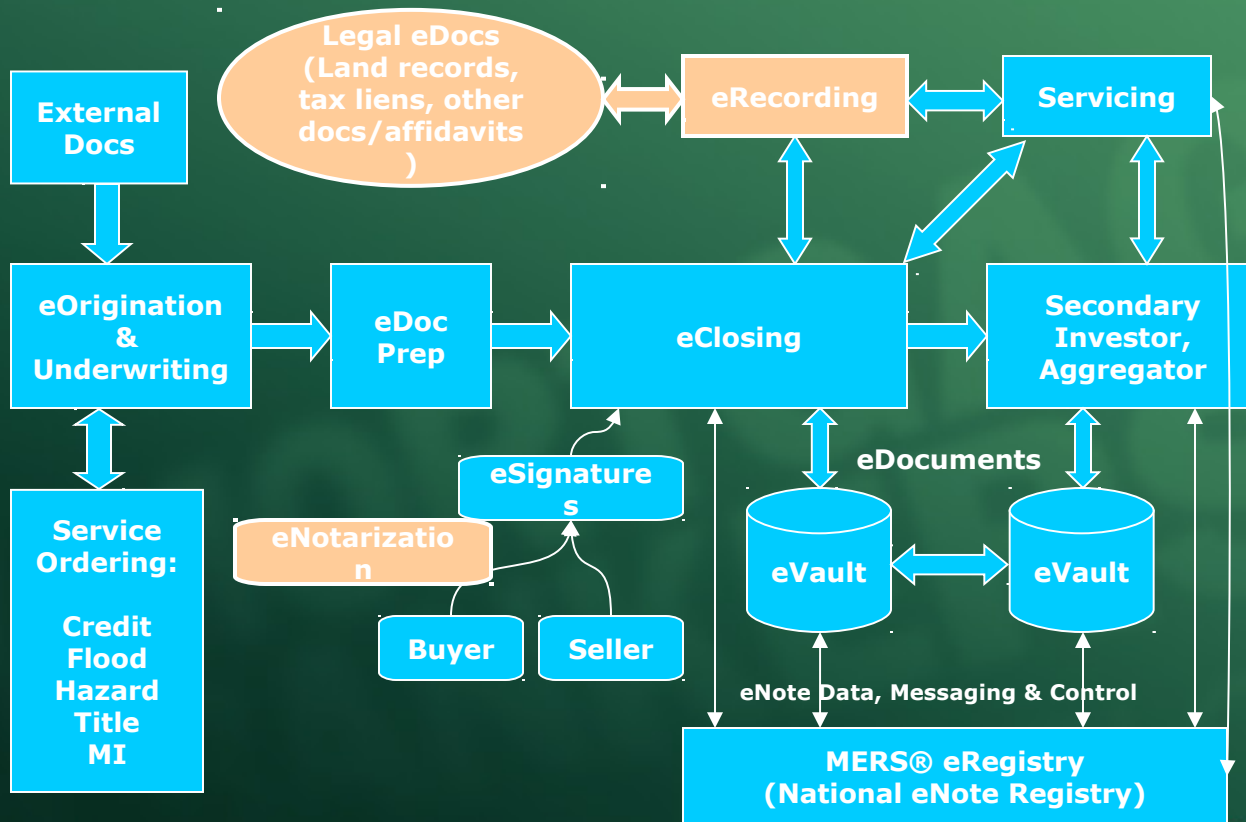 Legal eDocs
(Land records,
tax liens, other
docs/affidavits
)
External
Docs
eRecording
Servicing
eOrigination
&
Underwriting
eDoc
Prep
eClosing
Secondary
Investor,
Aggregator
eDocuments
eSignature
s
Service
Ordering:
Credit
Flood
Hazard
Title
MI
eNotarizatio
n
eVault
eVault
Buyer
Seller
eNote Data, Messaging & Control
MERS® eRegistry
(National eNote Registry)